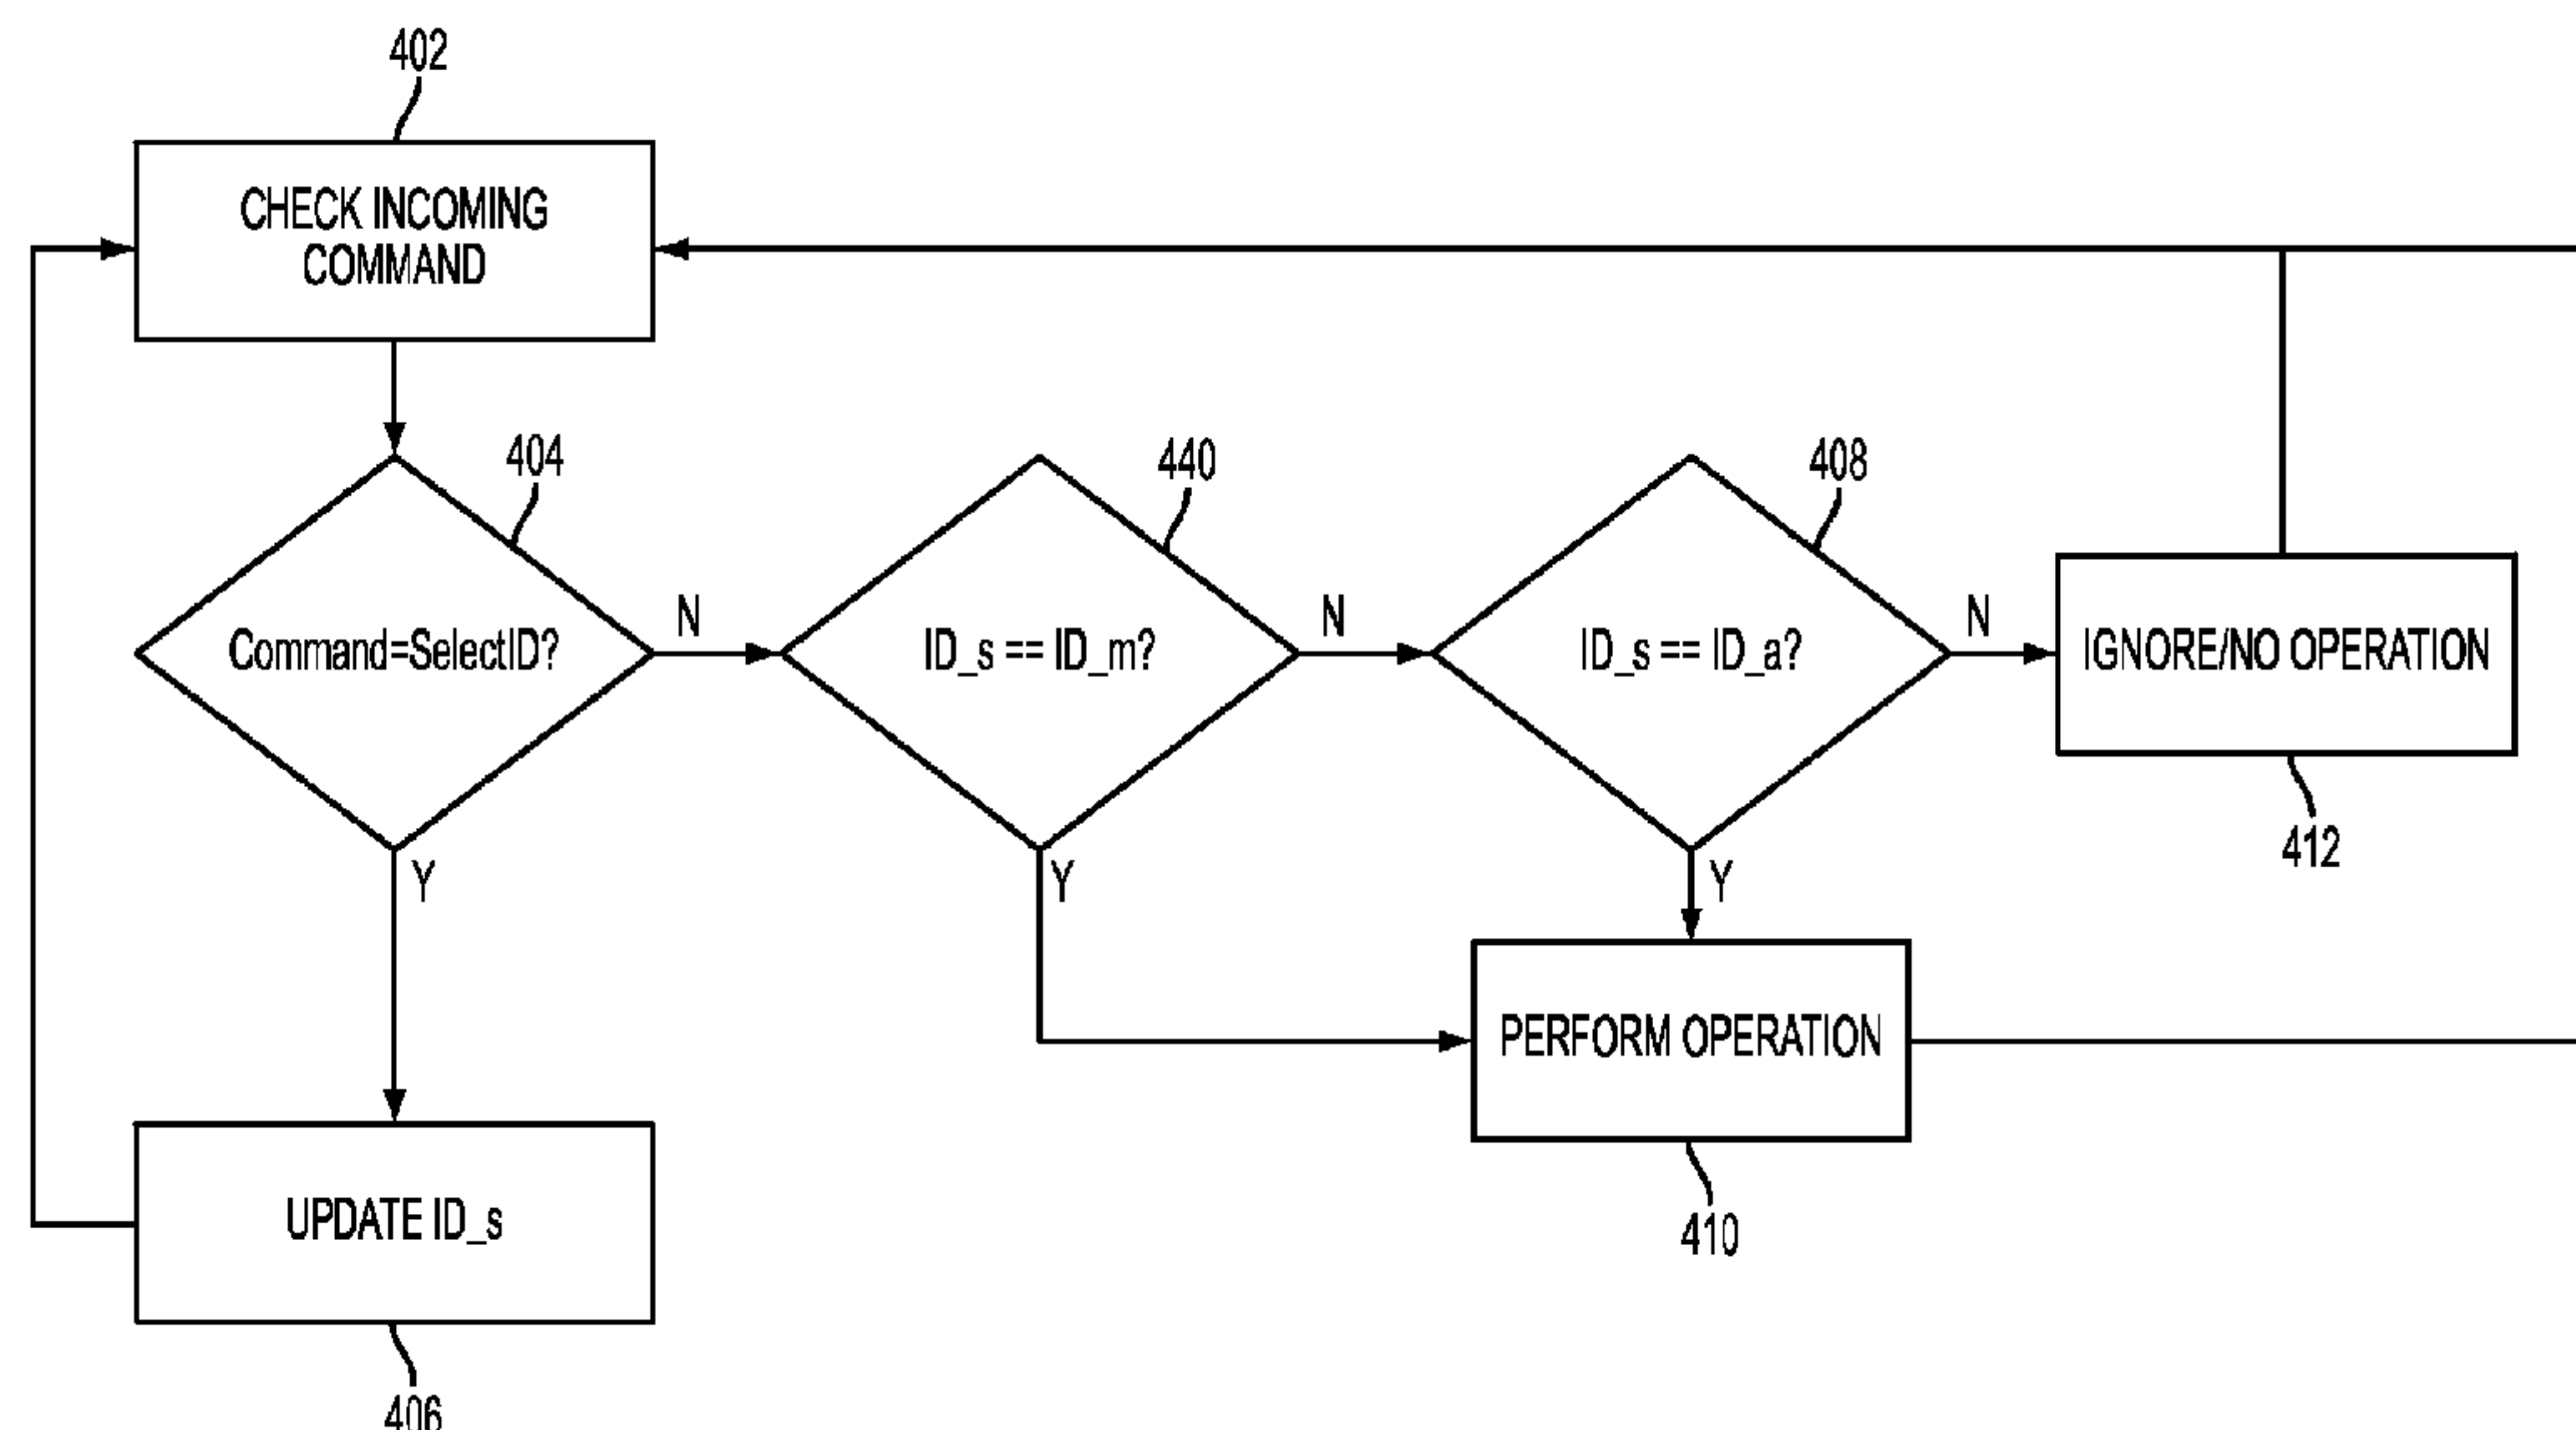 402
CHECK INCOMING
COMMAND
404
440
408
Command=SelectID?
N
ID_s == ID_m?
N
ID_s == ID_a?
N
IGNORE/NO OPERATION
412
Y
Y
Y
PERFORM OPERATION
410
UPDATE ID_s
406